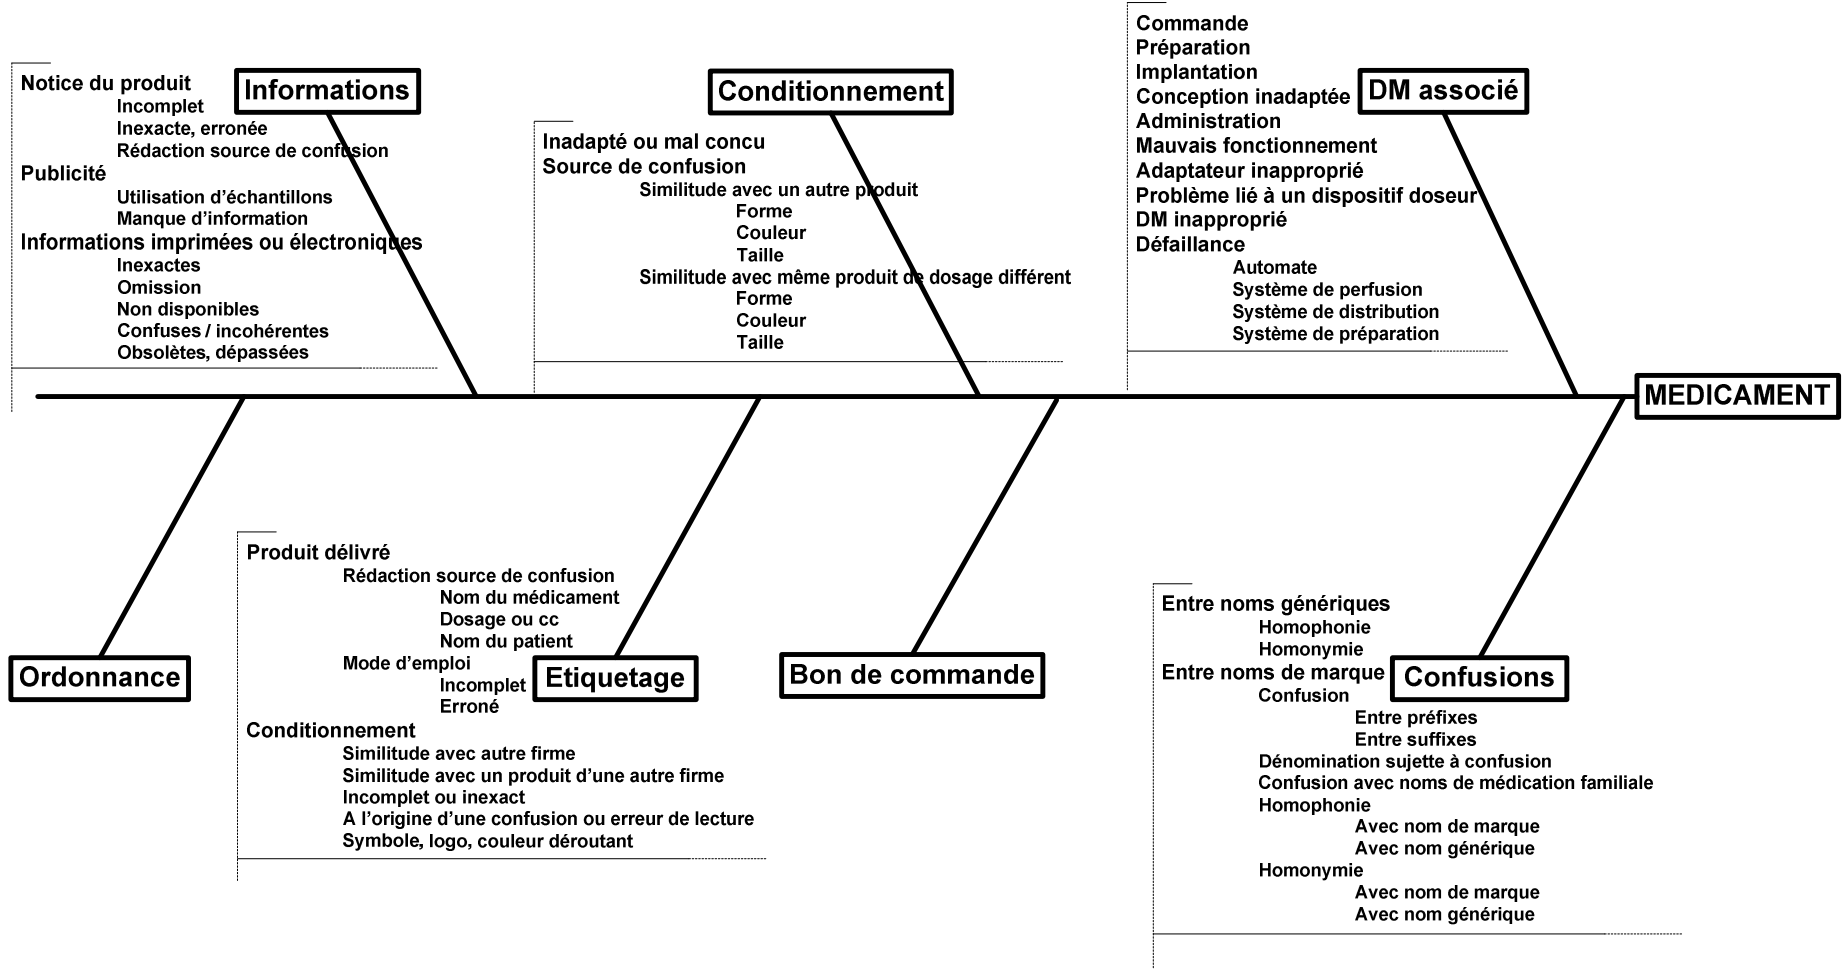 Informations
Notice du produit
Incomplet
Inexacte, erronée
Rédaction source de confusion
Publicité
Utilisation d'échantillons
Manque d'information
Informations imprimées ou électroniques
Inexactes
Omission
Non disponibles
Confuses / incohérentes
Obsolètes, dépassées
Conditionnement
Inadapté ou mal concu
Source de confusion
Similitude avec un autre produit
Forme
Couleur
Taille
Similitude avec même produit de dosage différent
Forme
Couleur
Taille
DM associé
Commande
Préparation
Implantation
Conception inadaptée
Administration
Mauvais fonctionnement
Adaptateur inapproprié
Problème lié à un dispositif doseur
DM inapproprié
Défaillance
Automate
Système de perfusion
Système de distribution
Système de préparation
MEDICAMENT
Ordonnance
Etiquetage
Produit délivré
Rédaction source de confusion
Nom du médicament
Dosage ou cc
Nom du patient
Mode d'emploi
Incomplet
Erroné
Conditionnement
Similitude avec autre firme
Similitude avec un produit d'une autre firme
Incomplet ou inexact
A l'origine d'une confusion ou erreur de lecture
Symbole, logo, couleur déroutant
Bon de commande
Confusions
Entre noms génériques
Homophonie
Homonymie
Entre noms de marque
Confusion
Entre préfixes
Entre suffixes
Dénomination sujette à confusion
Confusion avec noms de médication familiale
Homophonie
Avec nom de marque
Avec nom générique
Homonymie
Avec nom de marque
Avec nom générique